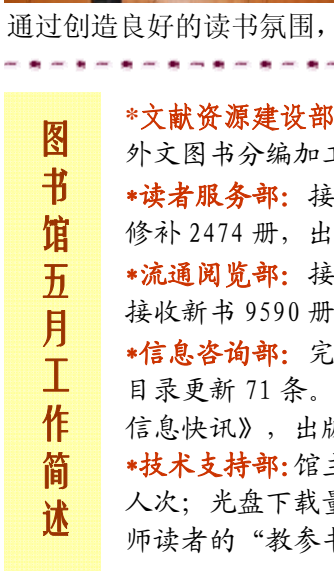 通过创造良好的读书氛围，
图书馆五月工作简述
*文献资源建设部
外文图书分编加工
*读者服务部：接
修补 2474 册，出
*流通阅览部：接
接收新书 9590 册
*信息咨询部：完
目录更新 71 条。
信息快讯》，出版
*技术支持部:馆主
人次；光盘下载量
师读者的“教参书